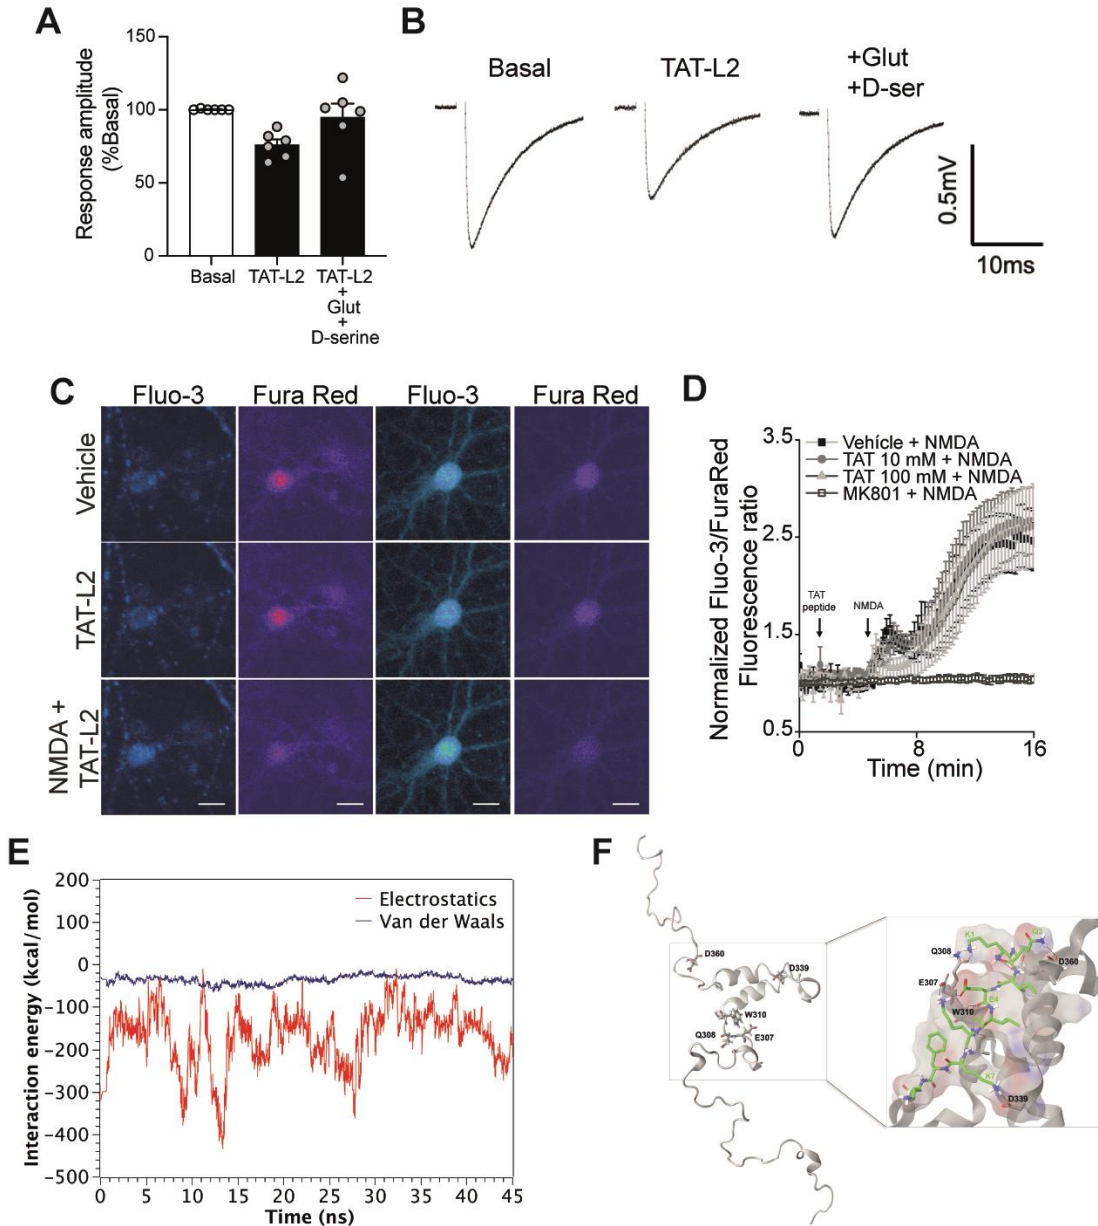 A
Response amplitude
(%Basal)
150
100
50
0
Basal
TAT-L2
TAT-L2
+
Glut
+
D-serine
B
Basal
TAT-L2
+Glut
+D-ser
0.5mV
10ms
C
Fluo-3
Fura Red
Fluo-3
Fura Red
Vehicle
TAT-L2
NMDA +
TAT-L2
D
Normalized Fluo-3/FuraRed
Fluorescence ratio
3.5
2.5
1.5
0.5
Vehícle + NMDA
TAT 10 mM + NMDA
TAT 100 mM + NMDA
MK801 + NMDA
TAT
peptide
NMDA
0
8
16
Time (min)
E
Interaction energy (kcal/mol)
200
100
0
-100
-200
-300
-400
-500
Electrostatics
Van der Waals
0
5
10
15
20
25
30
35
40
45
Time (ns)
F
D360
D339
W310
Q308
E307
K1
Q2
Q308
D360
E307
E4
W310
K7
D339